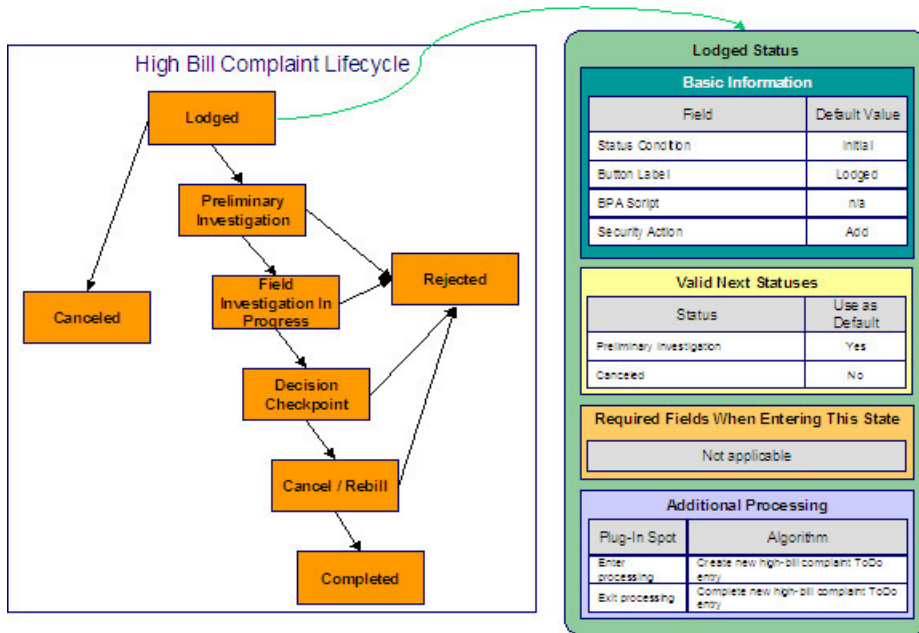 High Bill Complaint Lifecycle
Lodged
Preliminary
Investigation
Field
Investigation In
Progress
Rejected
Canceled
Decision
Checkpoint
Cancel / Rebill
Completed
Lodged Status
Basic Information
Field Default Value
Status Condition Initial
Button Label Lodged
BPA Script n/a
Security Action Add
Valid Next Statuses
Status Use as
Default
Preliminary Investigation Yes
Canceled No
Required Fields When Entering This State
Not applicable
Additional Processing
Plug-In Spot Algorithm
Enter Create new high-bill complaint ToDo
processing entry
Exit processing Complete new high-bill complaint ToDo
entry